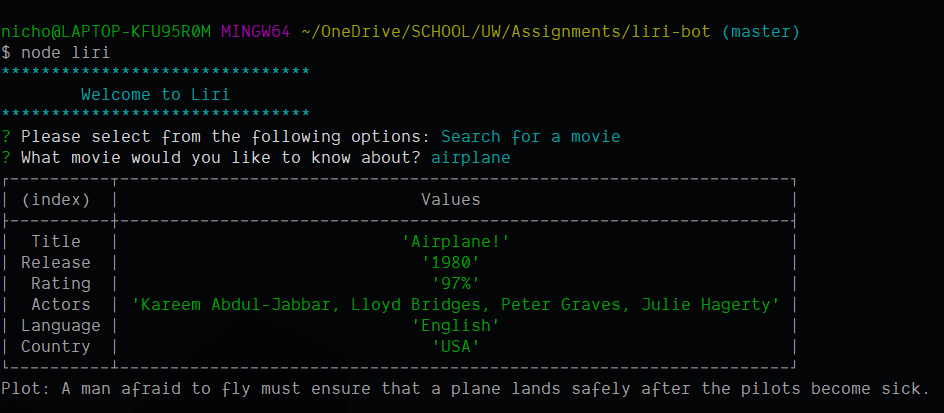 nicho@LAPTOP-KFU95R0M MINGW64 ~/OneDrive/SCHOOL/UW/Assignments/liri-bot (master)
$ node liri
*******************************
Welcome to Liri
*******************************
? Please select from the following options: Search for a movie
? What movie would you like to know about? airplane
(index) Values
Title 'Airplane!'
Release '1980'
Rating '97%'
Actors 'Kareem Abdul-Jabbar, Lloyd Bridges, Peter Graves, Julie Hagerty'
Language 'English'
Country 'USA'
Plot: A man afraid to fly must ensure that a plane lands safely after the pilots become sick.